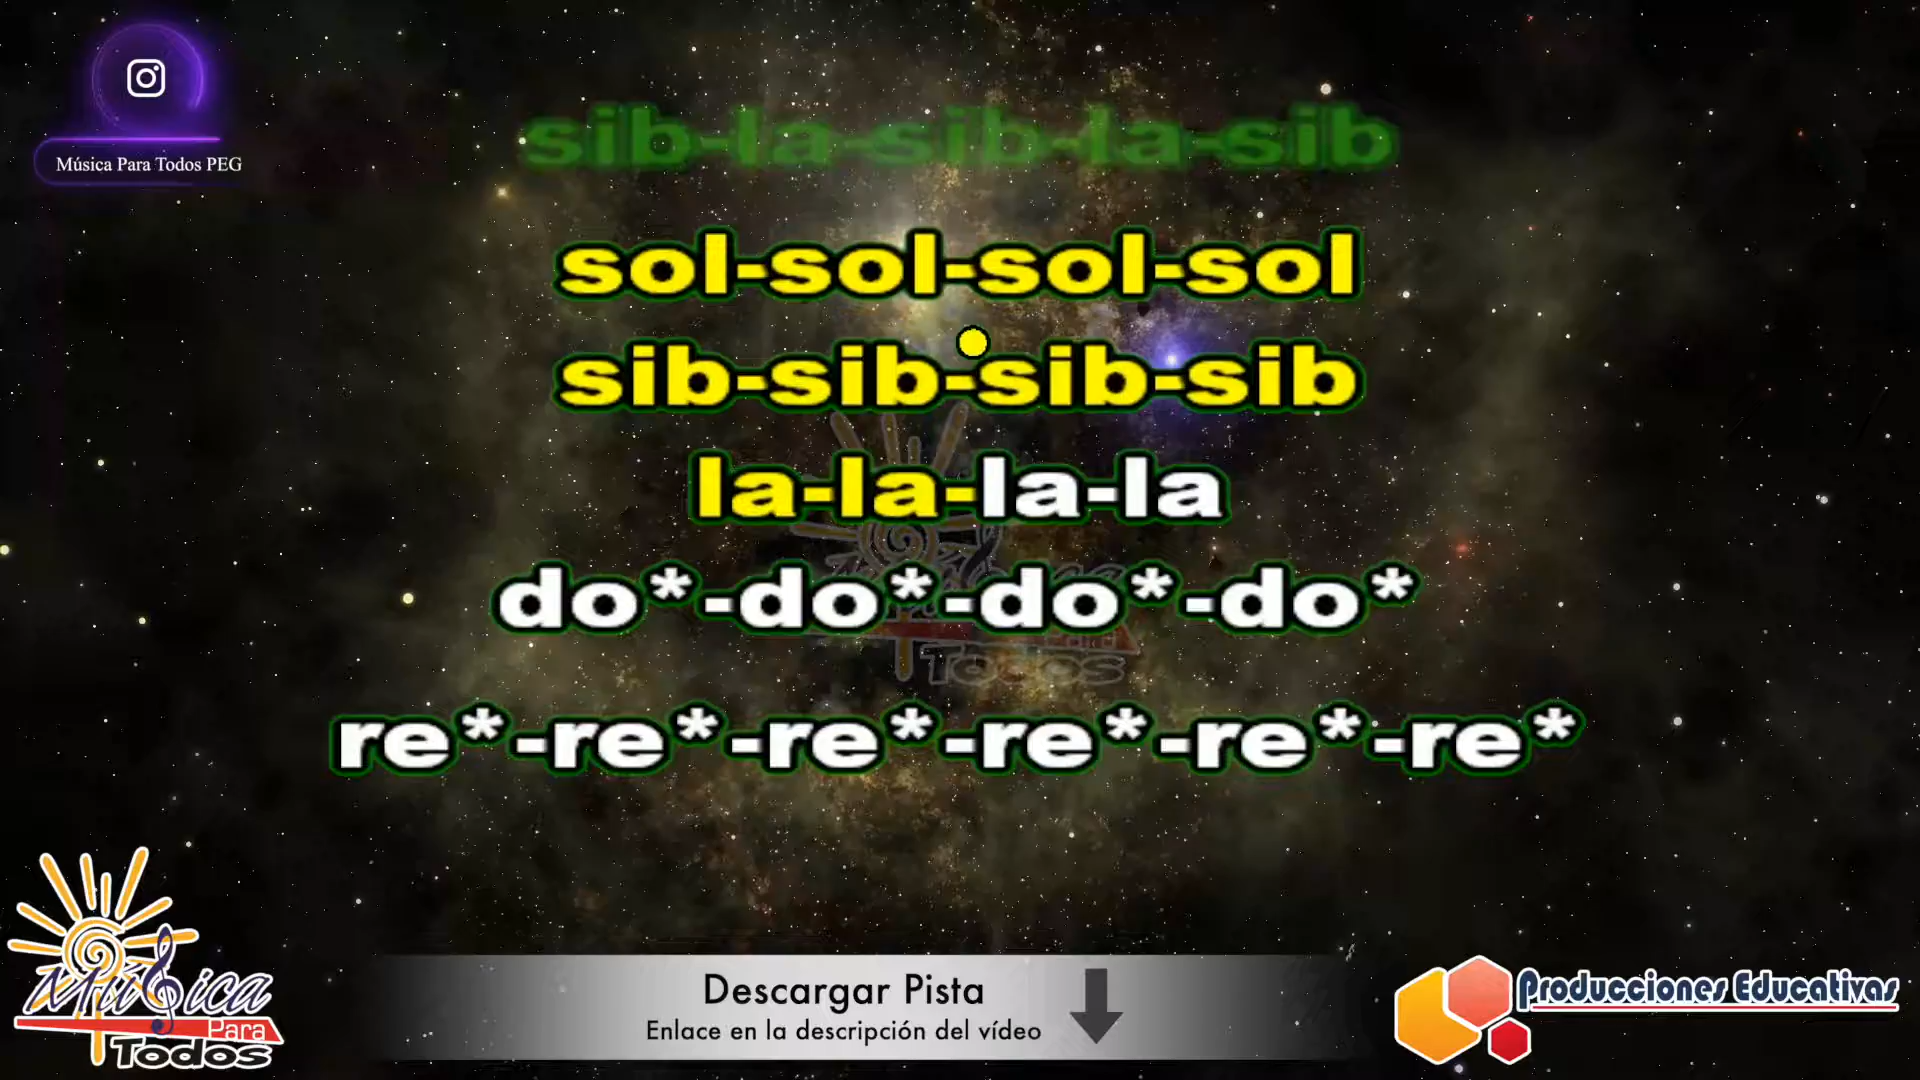 Música Para Todos PEG
sib-la-sib-la-sib
sol-sol-sol-sol
sib-sib-sib-sib
la-la-la-la
do*-do*-do*-do*
re*-re*-re*-re*-re*-re*
Música
Para
Todos
Descargar Pista
Enlace en la descripción del vídeo
Producciones Educativas